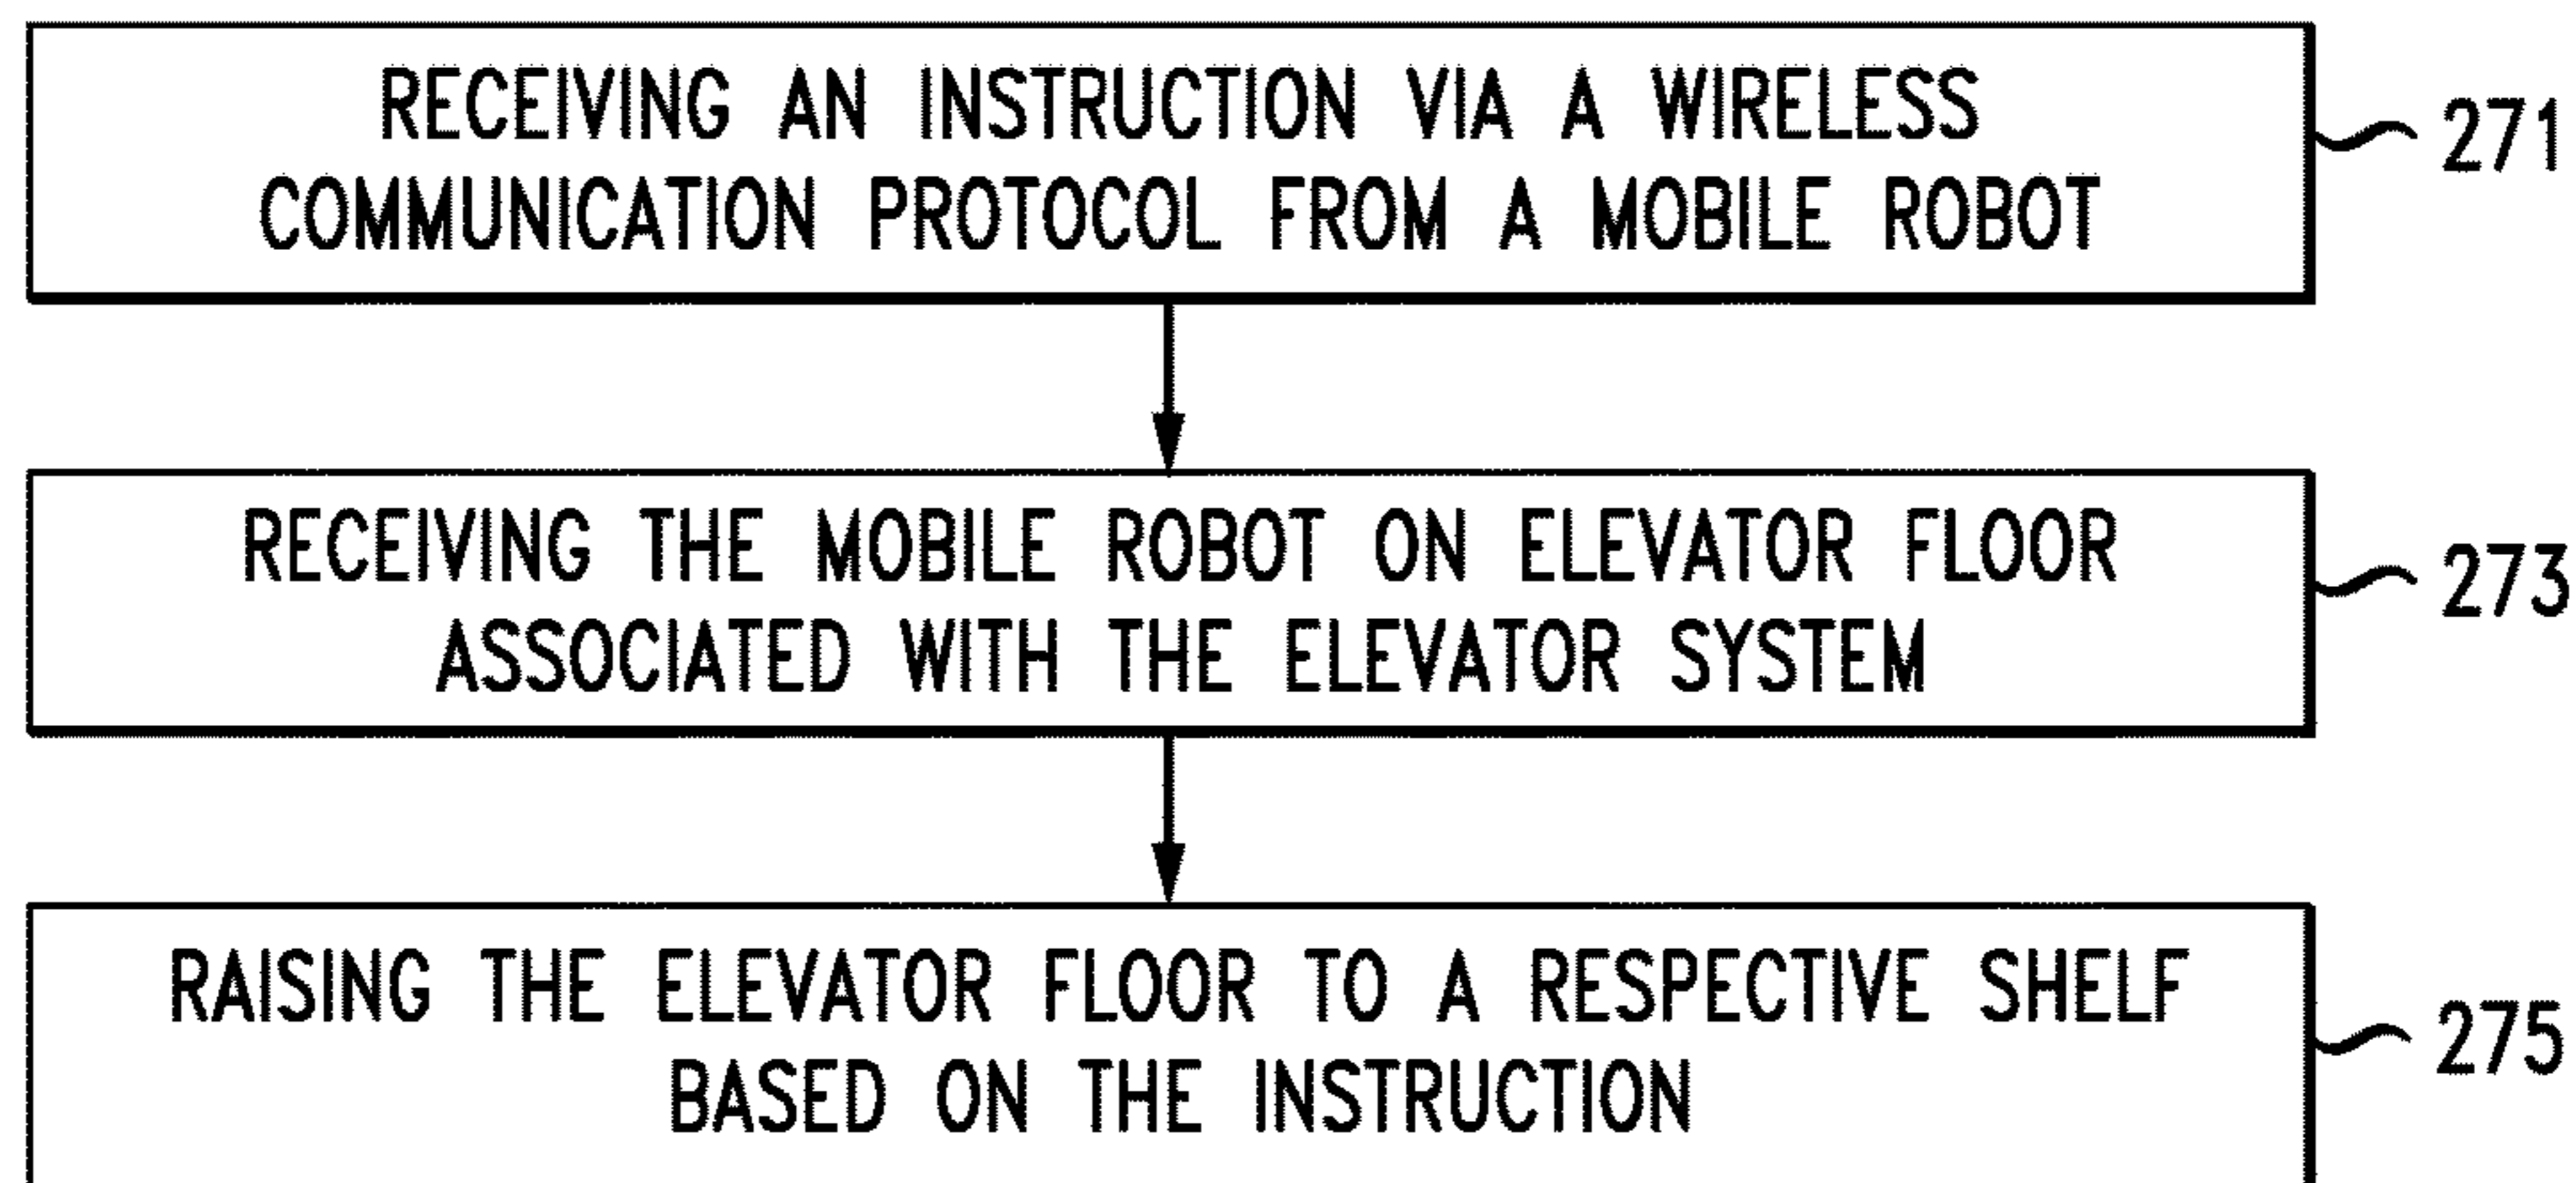 RECEIVING AN INSTRUCTION VIA A WIRELESS
COMMUNICATION PROTOCOL FROM A MOBILE ROBOT
271
RECEIVING THE MOBILE ROBOT ON ELEVATOR FLOOR
ASSOCIATED WITH THE ELEVATOR SYSTEM
273
RAISING THE ELEVATOR FLOOR TO A RESPECTIVE SHELF
BASED ON THE INSTRUCTION
275